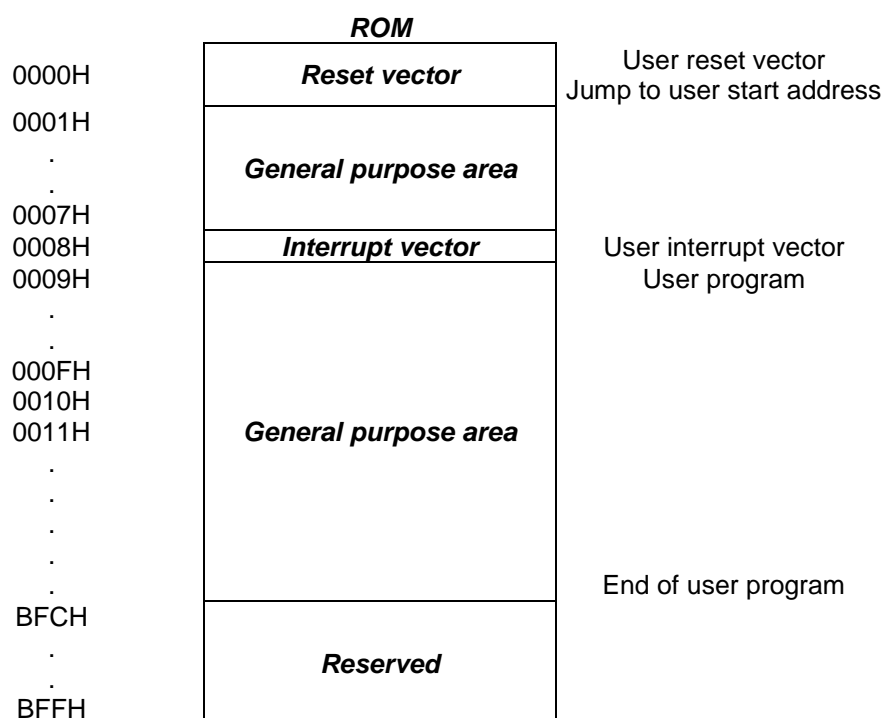 ROM
0000H Reset vector User reset vector
Jump to user start address
0001H
.
General purpose area
.
0007H
0008H Interrupt vector User interrupt vector
0009H User program
.
.
000FH
0010H
0011H General purpose area
.
.
.
.
. End of user program
BFCH
.
Reserved
.
BFFH